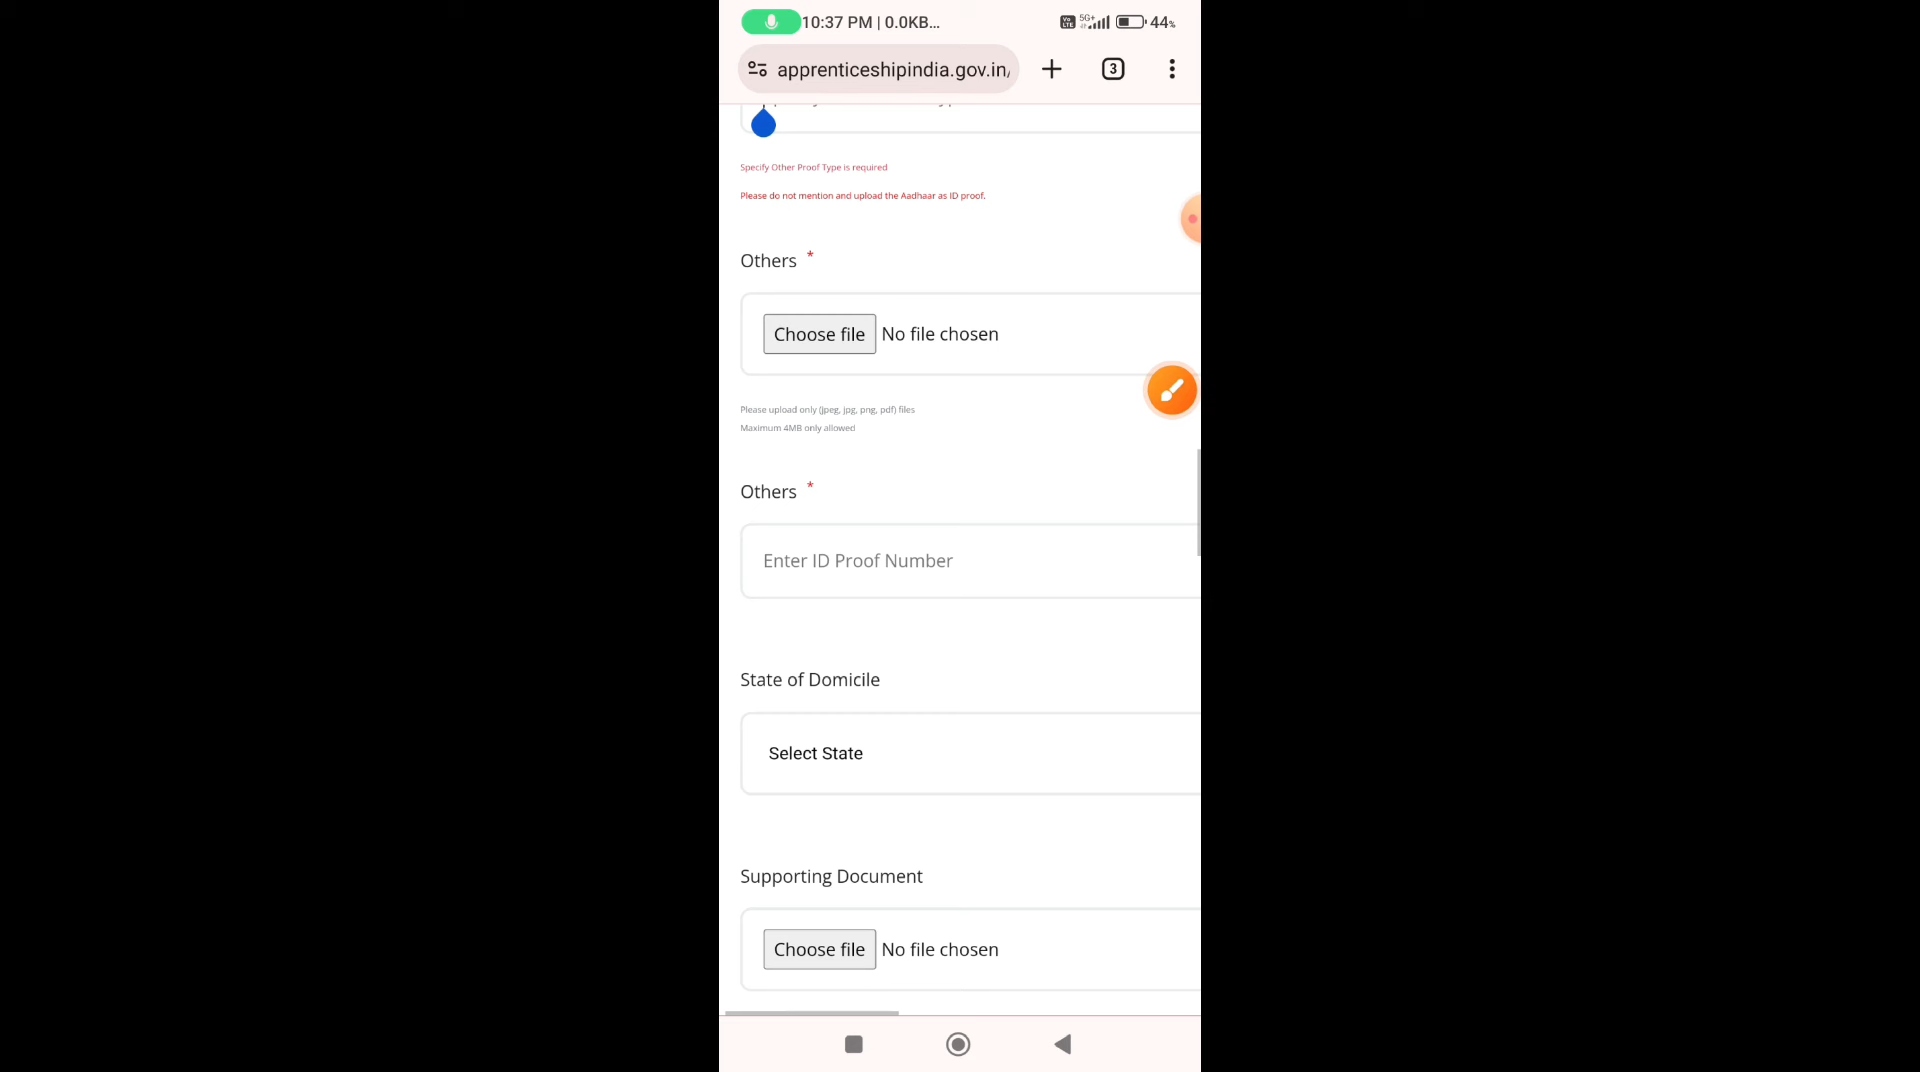 10:37 PM | 0.0KB...
Vo LTE 5G+ 44%
apprenticeshipindia.gov.in/
3
Specify Other Proof Type is required
Please do not mention and upload the Aadhaar as ID proof.
Others *
Choose file No file chosen
Please upload only (jpeg, jpg, png, pdf) files
Maximum 4MB only allowed
Others *
Enter ID Proof Number
State of Domicile
Select State
Supporting Document
Choose file No file chosen